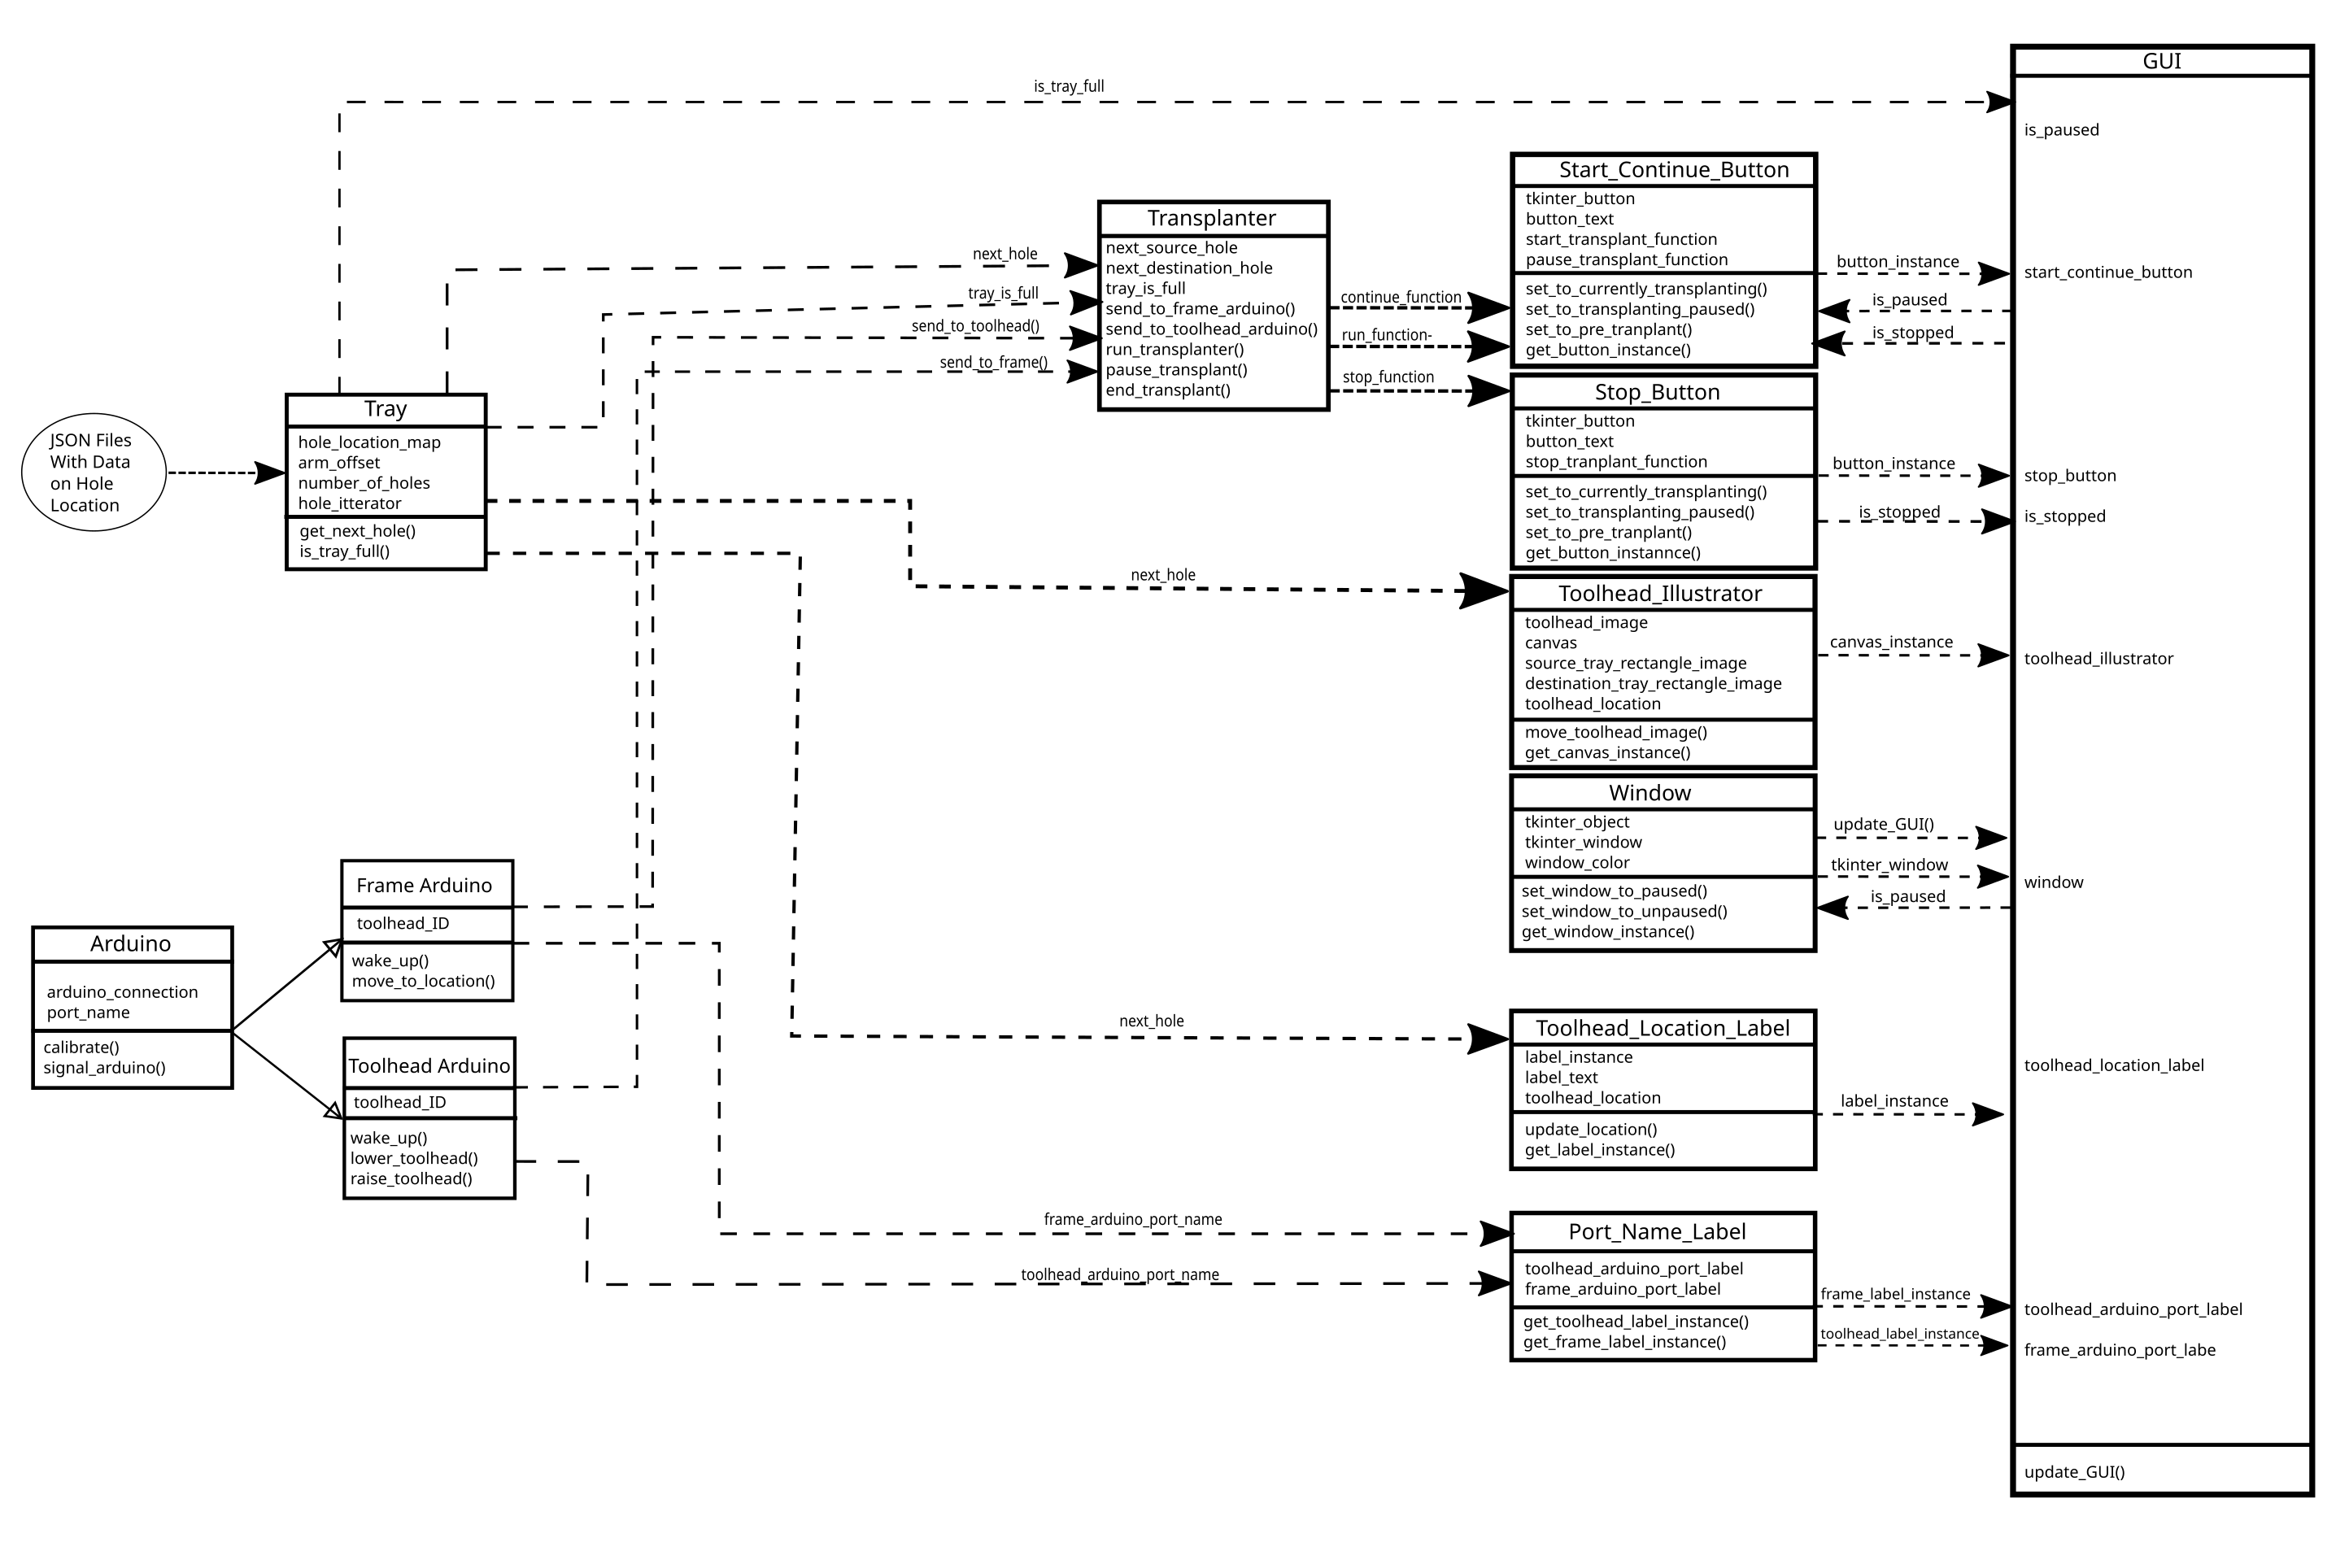 GUI
is_tray_full
is_paused
Start_Continue_Button
tkinter_button
button_text
start_transplant_function
pause_transplant_function
set_to_currently_transplanting()
set_to_transplanting_paused()
set_to_pre_tranplant()
get_button_instance()
Transplanter
next_source_hole
next_destination_hole
tray_is_full
send_to_frame_arduino()
send_to_toolhead_arduino()
run_transplanter()
pause_transplant()
end_transplant()
next_hole
tray_is_full
send_to_toolhead()
send_to_frame()
continue_function
run_function-
stop_function
button_instance
is_paused
is_stopped
start_continue_button
Tray
hole_location_map
arm_offset
number_of_holes
hole_itterator
get_next_hole()
is_tray_full()
JSON Files
With Data
on Hole
Location
Stop_Button
tkinter_button
button_text
stop_tranplant_function
set_to_currently_transplanting()
set_to_transplanting_paused()
set_to_pre_tranplant()
get_button_instannce()
button_instance
is_stopped
stop_button
is_stopped
next_hole
Toolhead_Illustrator
toolhead_image
canvas
source_tray_rectangle_image
destination_tray_rectangle_image
toolhead_location
move_toolhead_image()
get_canvas_instance()
canvas_instance
toolhead_illustrator
Window
tkinter_object
tkinter_window
window_color
set_window_to_paused()
set_window_to_unpaused()
get_window_instance()
update_GUI()
tkinter_window
is_paused
window
Frame Arduino
toolhead_ID
wake_up()
move_to_location()
Arduino
arduino_connection
port_name
calibrate()
signal_arduino()
Toolhead Arduino
toolhead_ID
wake_up()
lower_toolhead()
raise_toolhead()
next_hole
Toolhead_Location_Label
label_instance
label_text
toolhead_location
update_location()
get_label_instance()
label_instance
toolhead_location_label
frame_arduino_port_name
toolhead_arduino_port_name
Port_Name_Label
toolhead_arduino_port_label
frame_arduino_port_label
get_toolhead_label_instance()
get_frame_label_instance()
frame_label_instance
toolhead_label_instance
toolhead_arduino_port_label
frame_arduino_port_labe
update_GUI()